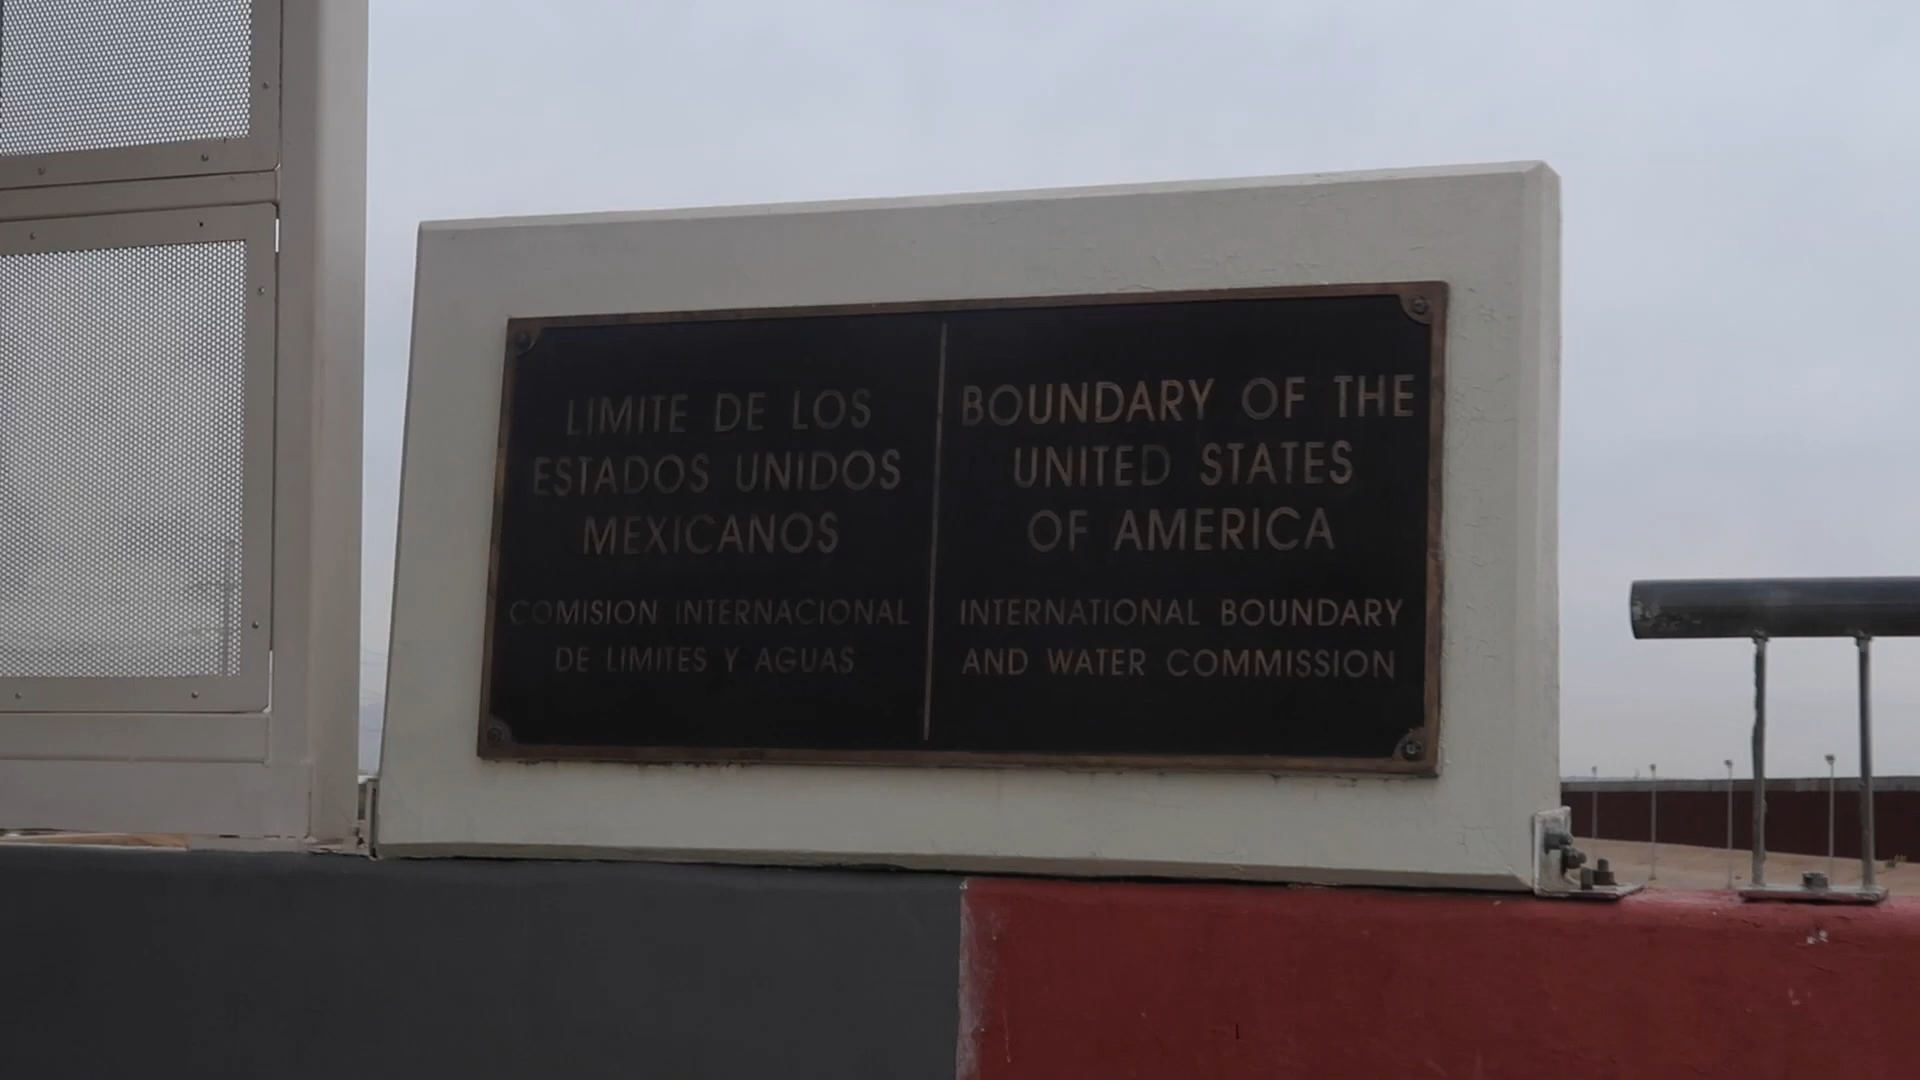 LIMITE DE LOS
ESTADOS UNIDOS
MEXICANOS
COMISION INTERNACIONAL
DE LIMITES Y AGUAS
BOUNDARY OF THE
UNITED STATES
OF AMERICA
INTERNATIONAL BOUNDARY
AND WATER COMMISSION